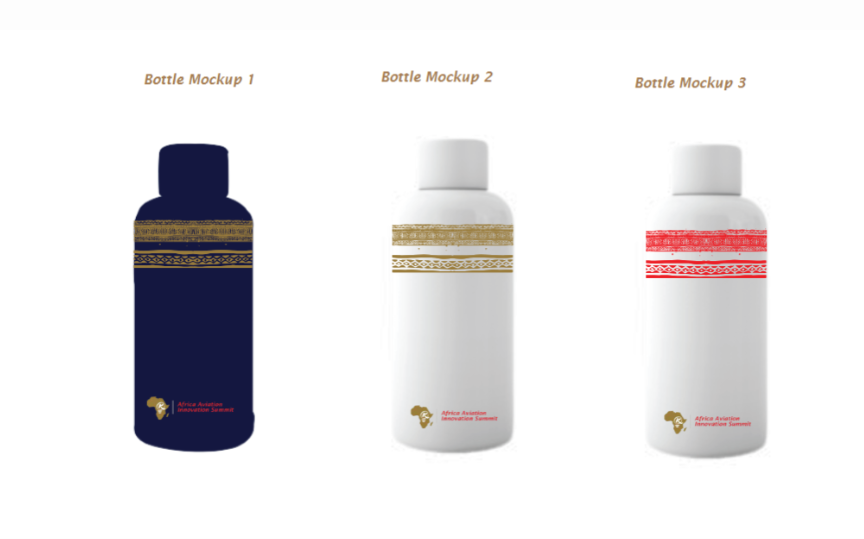 Bottle Mockup 1
Bottle Mockup 2
Bottle Mockup 3
Africa Aviation
Innovation Summit
Africa Aviation
Innovation Summit
Africa Aviation
Innovation Summit